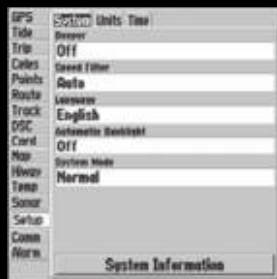 GPS
Tide
Trip
Celes
Points
Route
Track
DSC
Card
Map
Hiway
Temp
Sonar
Setup
Comm
Alarm
System Units Time
Beeper
Off
Speed Filter
Auto
Language
English
Automatic Backlight
Off
System Mode
Normal
System Information